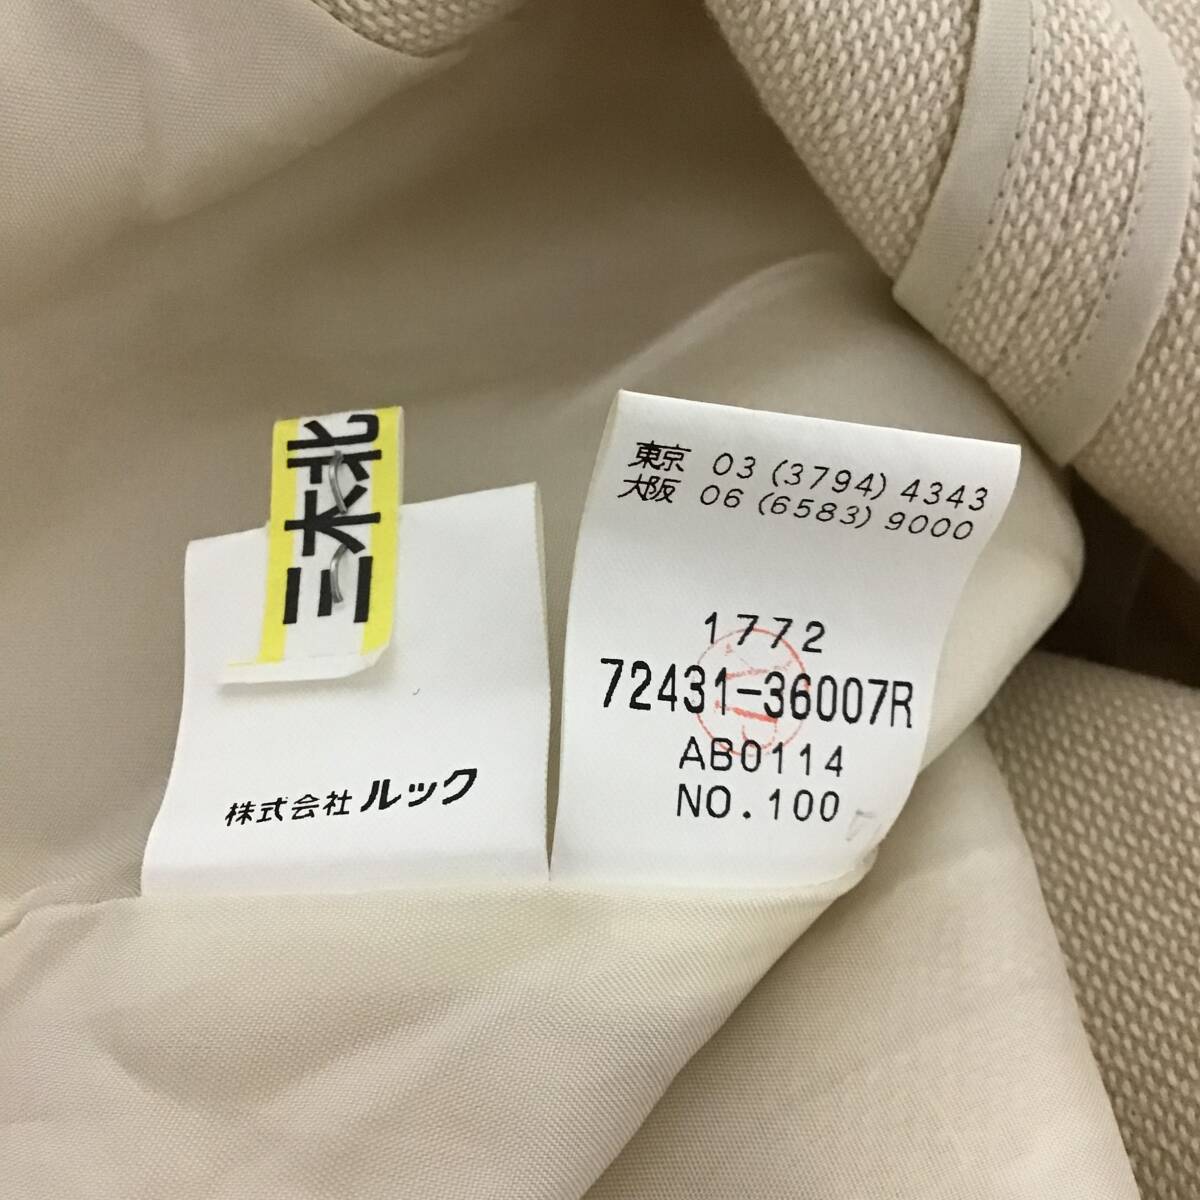 三木北
株式会社 ルック
東京 03 (3794) 4343
大阪 06 (6583) 9000
1772
72431-36007R
AB0114
NO.100